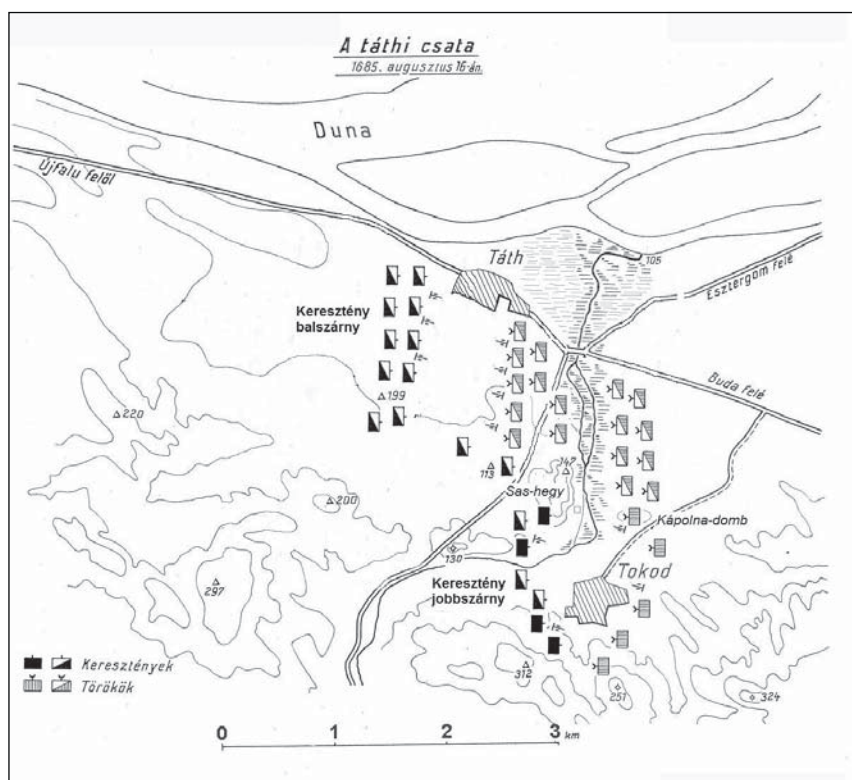 A táthi csata
1685. augusztus 16-án.
Duna
Újfalu felől
Táth
105
Esztergom felé
Keresztény
balszárny
Buda felé
199
220
147
113
Sas-hegy
200
Kápolna-domb
130
Tokod
297
Keresztény
jobbszárny
Keresztények
312
Törökök
251
324
0 1 2 3 km